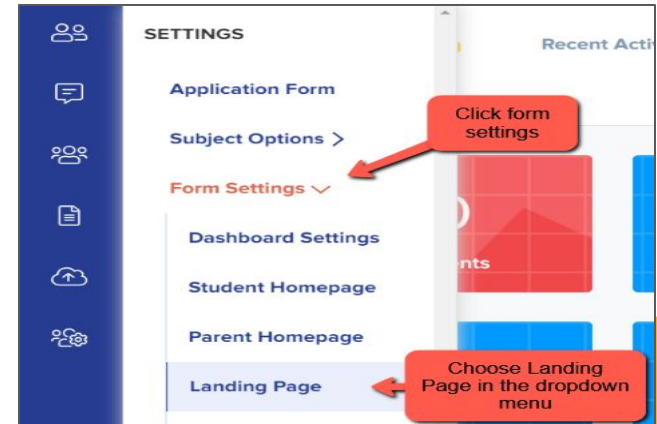 SETTINGS
Recent Acti
Application Form
Click form
settings
Subject Options >
Form Settings
Dashboard Settings
nts
Student Homepage
Parent Homepage
Landing Page
Choose Landing
Page in the dropdown
menu